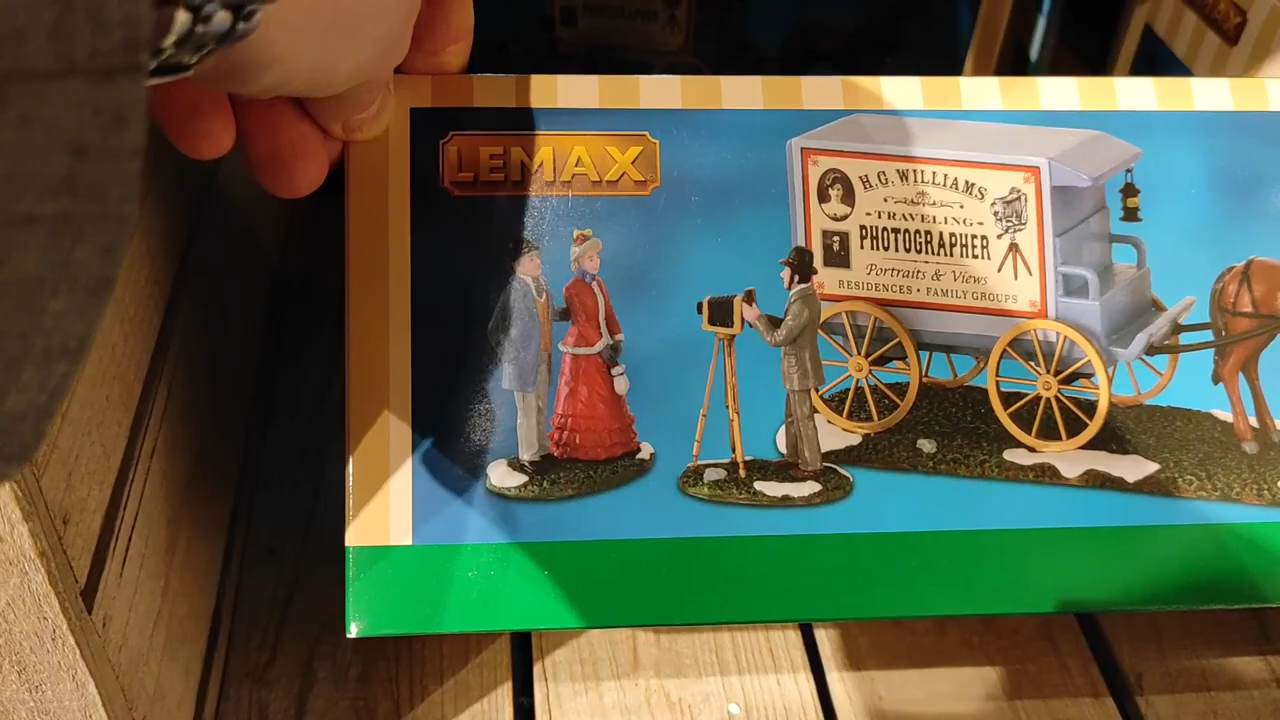 LEMAX
H.G. WILLIAMS
TRAVELING
PHOTOGRAPHER
Portraits & Views
RESIDENCES • FAMILY GROUPS